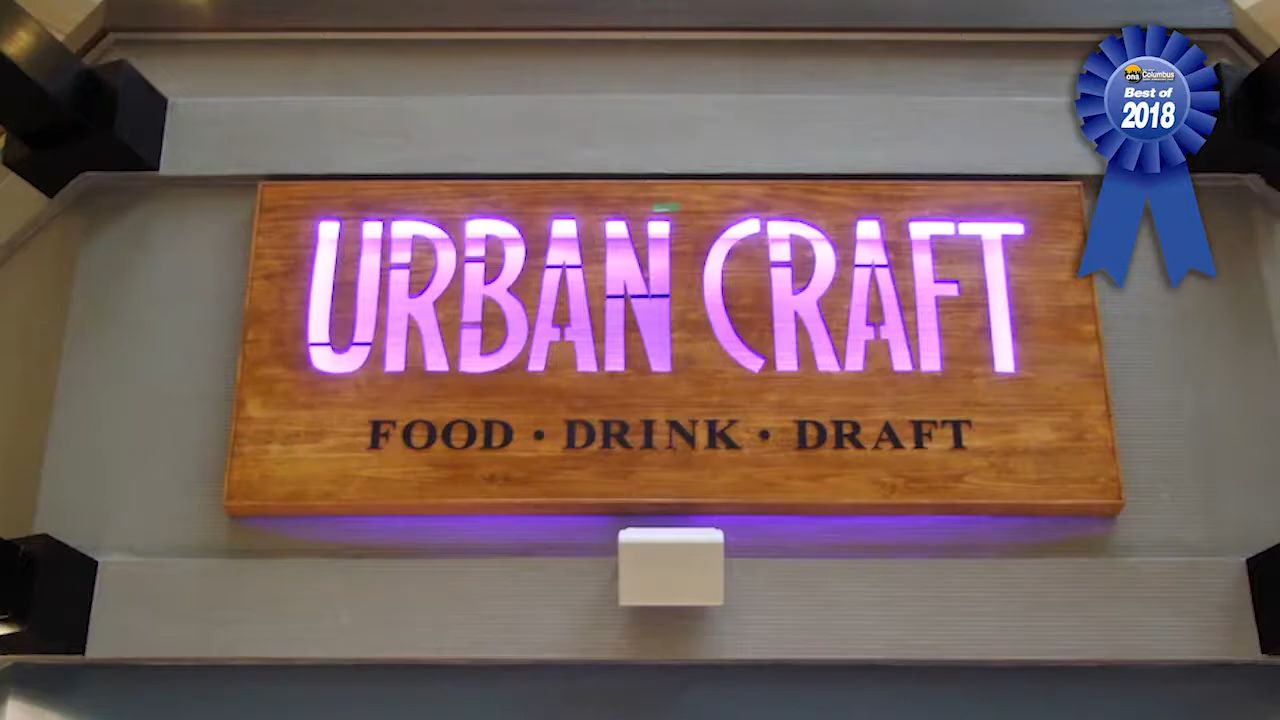 Columbus
Best of
2018
URBAN CRAFT
FOOD • DRINK • DRAFT